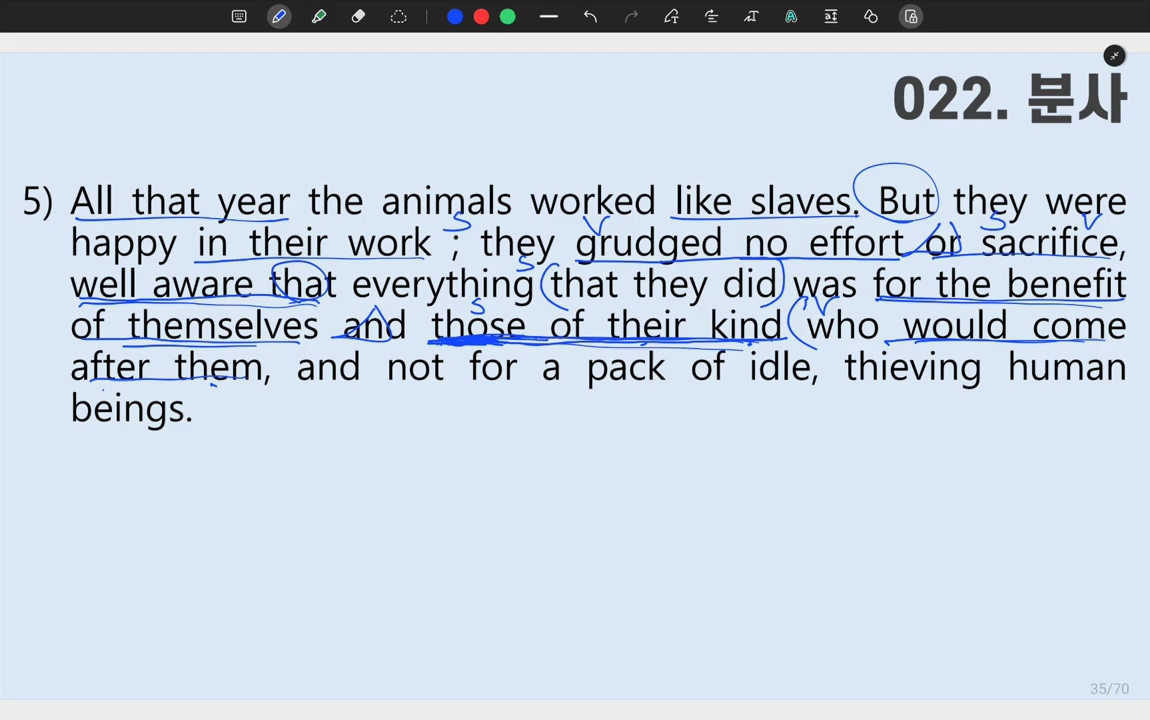 022. 분사
5) All that year the animals worked like slaves. But they were
S V S V
happy in their work ; they grudged no effort or sacrifice,
S
well aware that everything (that they did) was for the benefit
S V
of themselves and those of their kind (who would come
after them, and not for a pack of idle, thieving human
beings.
35/70